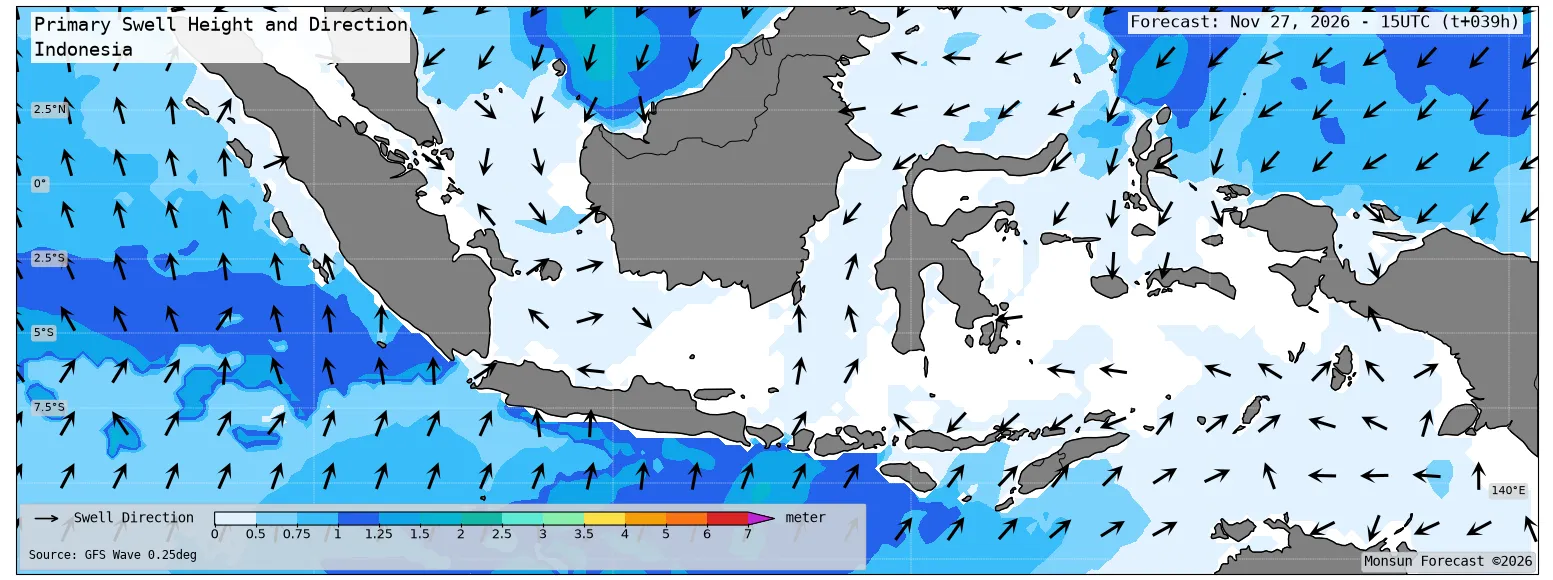 Primary Swell Height and Direction
Indonesia
Forecast: Nov 27, 2026 - 15UTC (t+039h)
2.5°N
0°
2.5°S
5°S
7.5°S
140°E
Swell Direction
0 0.5 0.75 1 1.25 1.5 2 2.5 3 3.5 4 5 6 7 meter
Source: GFS Wave 0.25deg
Monsun Forecast ©2026